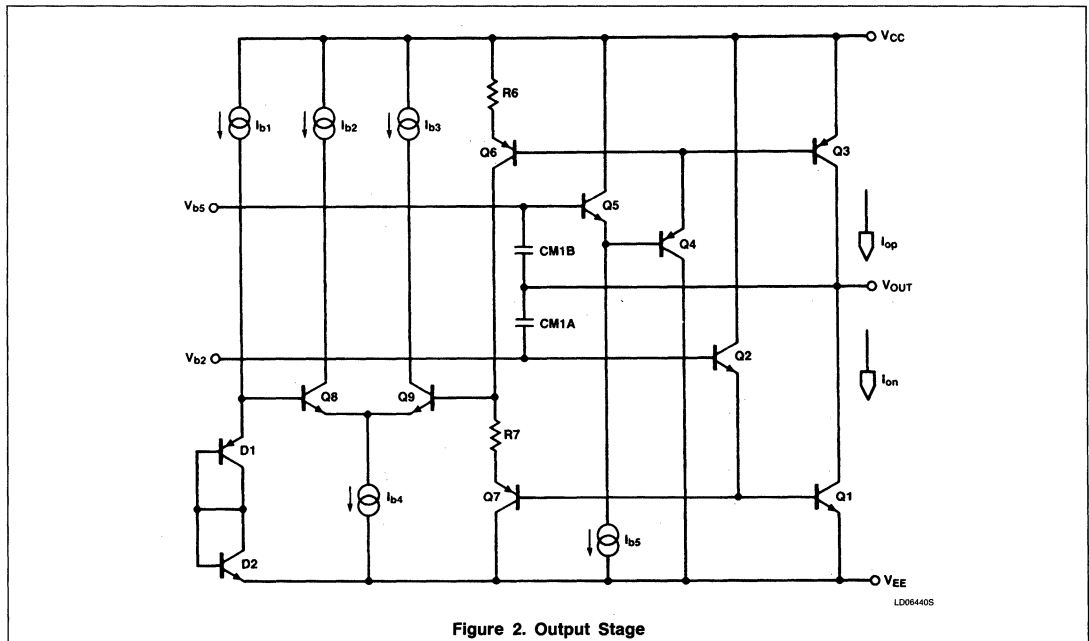 VCC
R6
Ib1
Ib2
Ib3
Q6
Q3
Vb5
Q5
Q4
CM1B
Iop
VOUT
CM1A
Vb2
Q2
Ion
Q8
Q9
R7
D1
Ib4
Q7
Q1
Ib5
D2
VEE
LD06440S
Figure 2. Output Stage